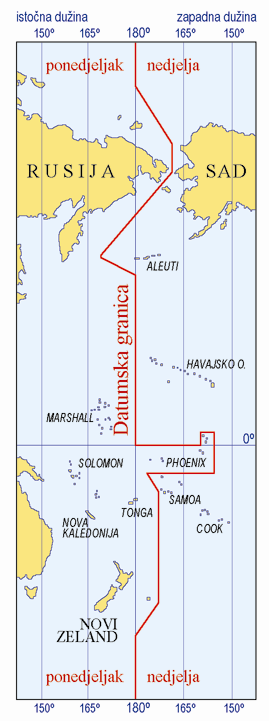 istočna dužina zapadna dužina
150º 165º 180º 165º 150º
ponedjeljak nedjelja
RUSIJA SAD
ALEUTI
Datumska granica
HAVAJSKO O.
MARSHALL
0º
SOLOMON PHOENIX
SAMOA
TONGA
NOVA
KALEDONIJA
COOK
NOVI
ZELAND
ponedjeljak nedjelja
150º 165º 180º 165º 150º